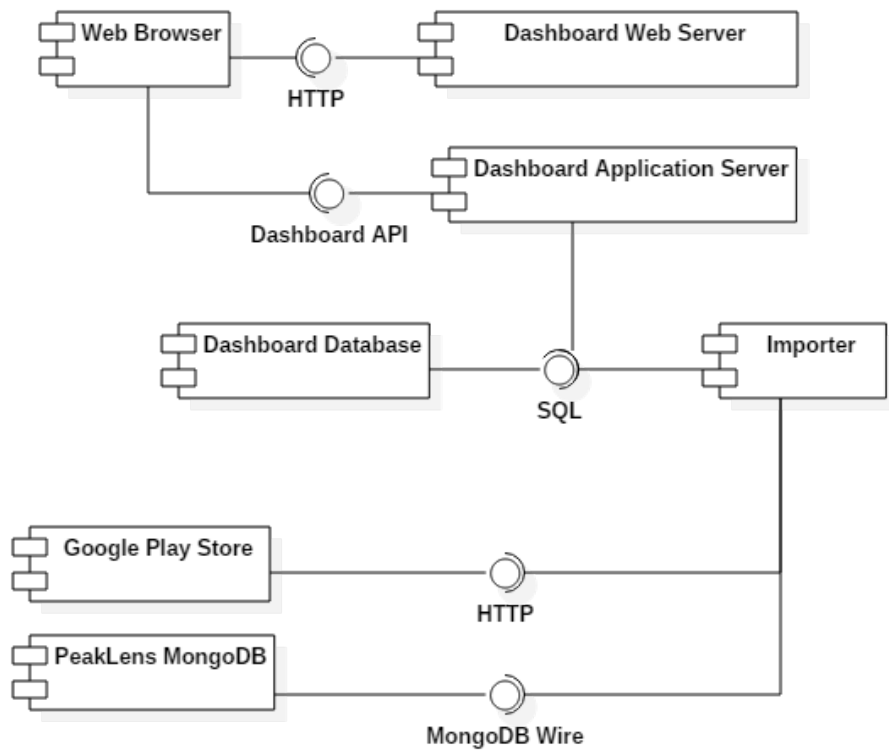 Web Browser
Dashboard Web Server
HTTP
Dashboard Application Server
Dashboard API
Dashboard Database
Importer
SQL
Google Play Store
HTTP
PeakLens MongoDB
MongoDB Wire